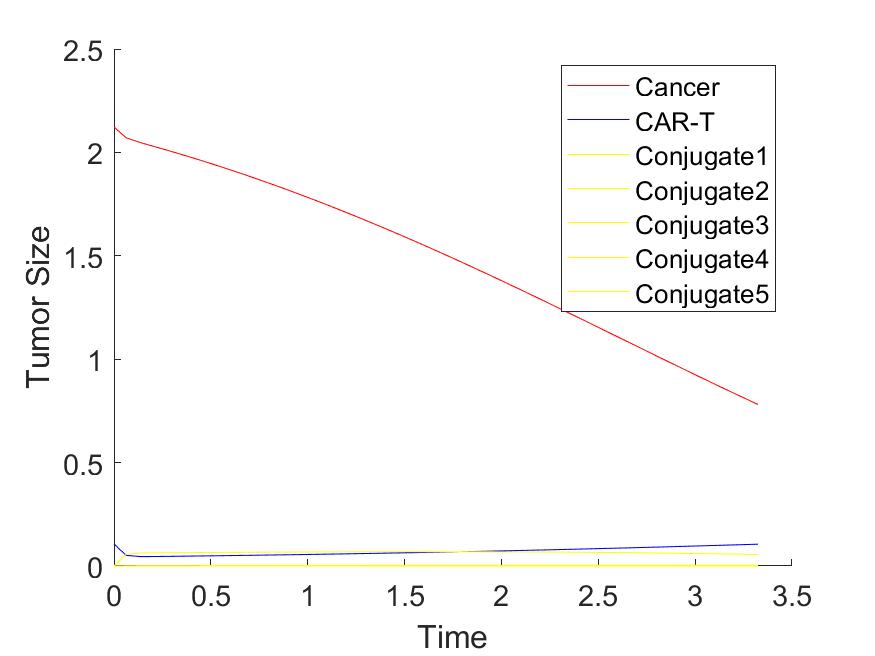 2.5
2
1.5
1
0.5
0
Tumor Size
Cancer
CAR-T
Conjugate1
Conjugate2
Conjugate3
Conjugate4
Conjugate5
0 0.5 1 1.5 2 2.5 3 3.5
Time